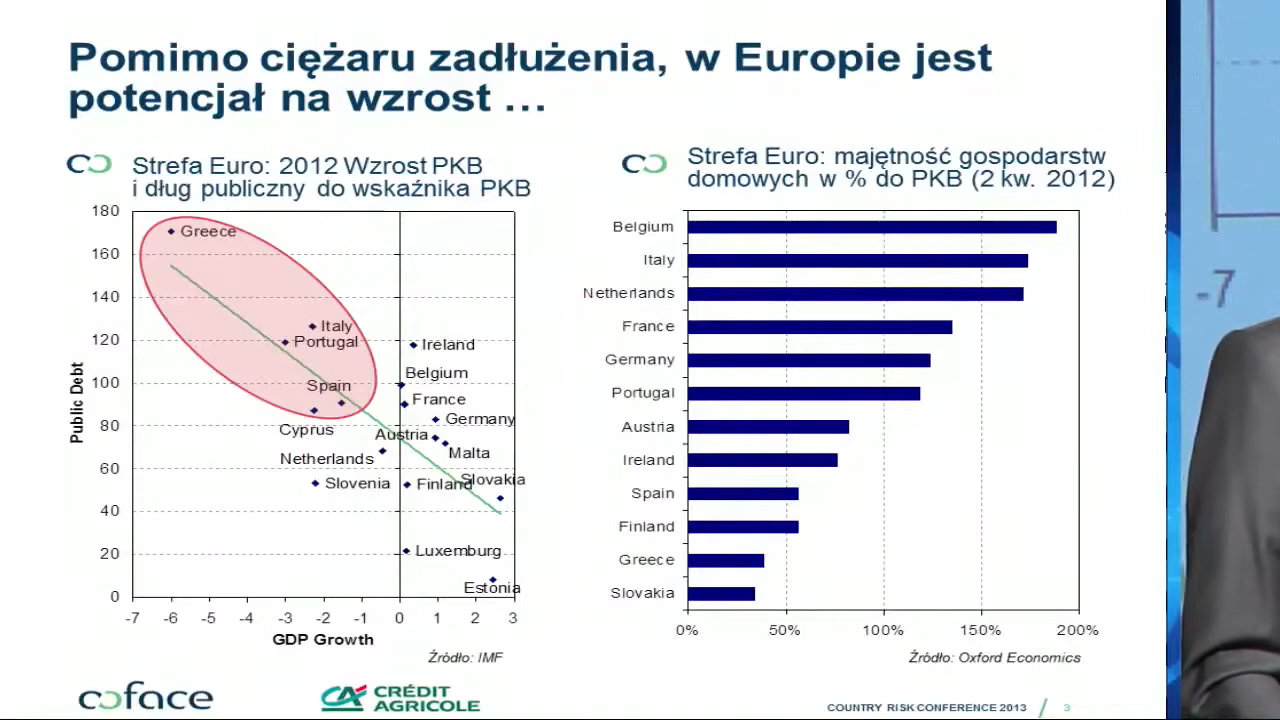 Pomimo ciężaru zadłużenia, w Europie jest
potencjał na wzrost ...
Strefa Euro: 2012 Wzrost PKB
i dług publiczny do wskaźnika PKB
180
160
140
120
100
80
60
40
20
0
Public Debt
Greece
Italy
Portugal
Ireland
Belgium
Spain
France
Cyprus
Germany
Austria
Netherlands
Malta
Slovenia
Finland
Slovakia
Luxemburg
Estonia
-7 -6 -5 -4 -3 -2 -1 0 1 2 3
GDP Growth
Źródło: IMF
Strefa Euro: majętność gospodarstw
domowych w % do PKB (2 kw. 2012)
Belgium
Italy
Netherlands
France
Germany
Portugal
Austria
Ireland
Spain
Finland
Greece
Slovakia
0% 50% 100% 150% 200%
Źródło: Oxford Economics
coface
CA CRÉDIT
AGRICOLE
COUNTRY RISK CONFERENCE 2013 / 3
-7